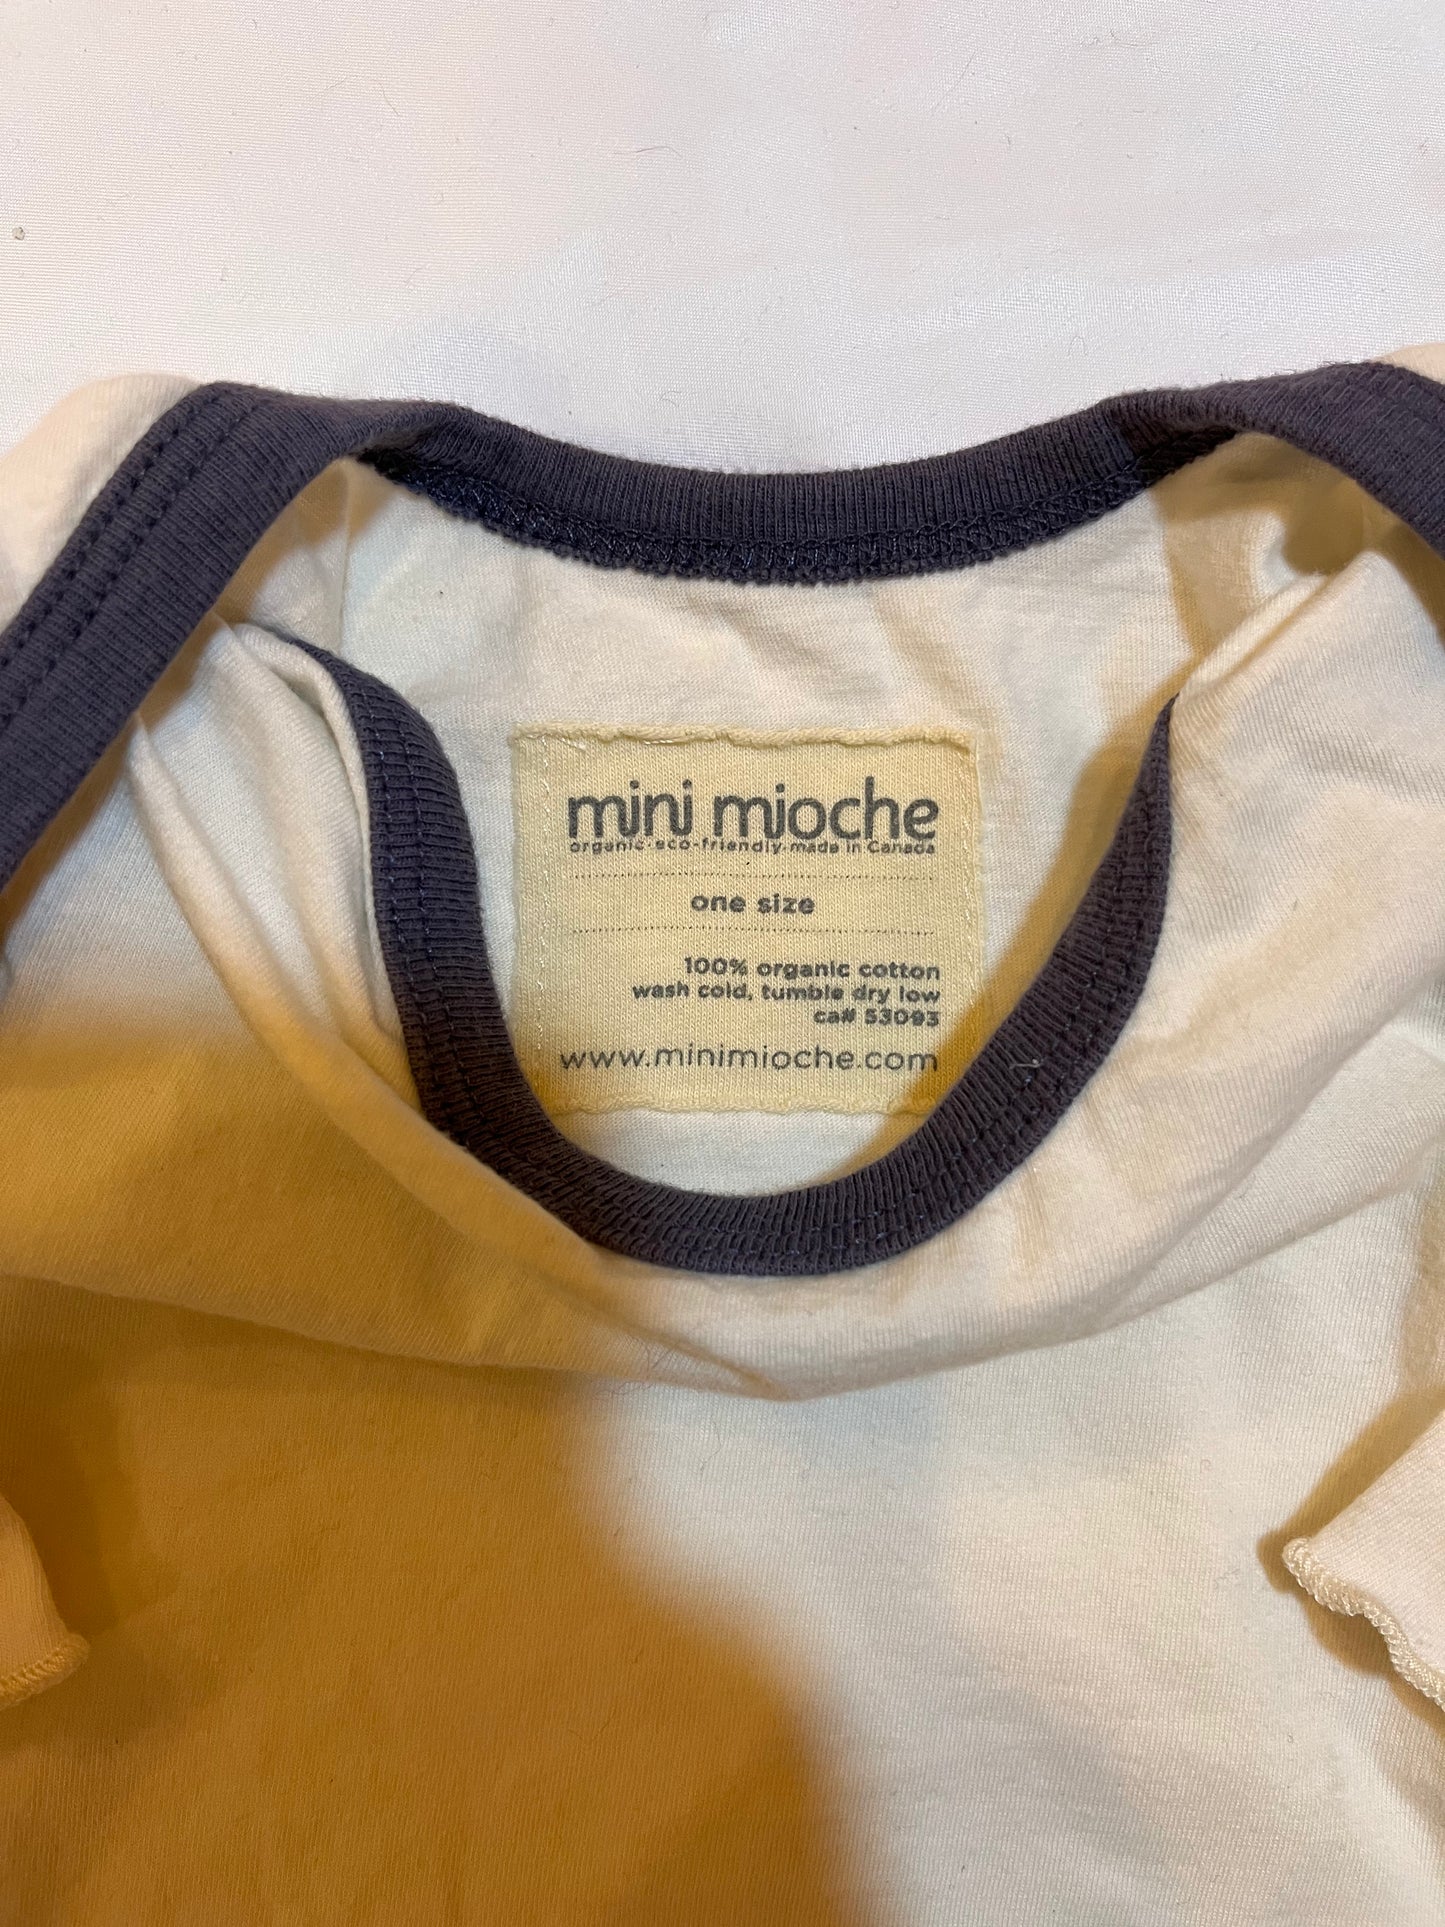 mini mioche
organic·eco-friendly·made in Canada
one size
100% organic cotton
wash cold, tumble dry low
ca# 53093
www.minimioche.com